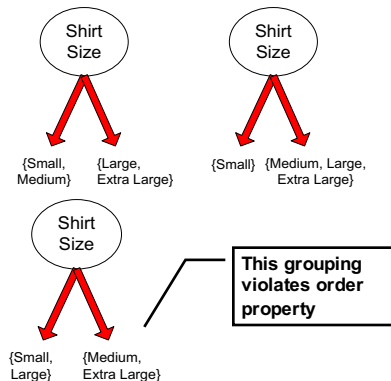 Shirt
Size
{Small,
Medium}
{Large,
Extra Large}
Shirt
Size
{Small}
{Medium, Large,
Extra Large}
Shirt
Size
{Small,
Large}
{Medium,
Extra Large}
This grouping
violates order
property